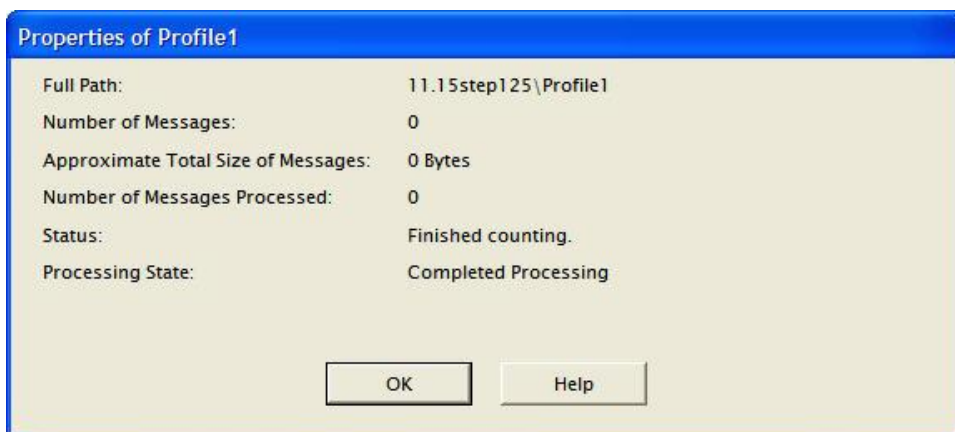 Properties of Profile1
Full Path: 11.15step125\Profile1
Number of Messages: 0
Approximate Total Size of Messages: 0 Bytes
Number of Messages Processed: 0
Status: Finished counting.
Processing State: Completed Processing
OK Help